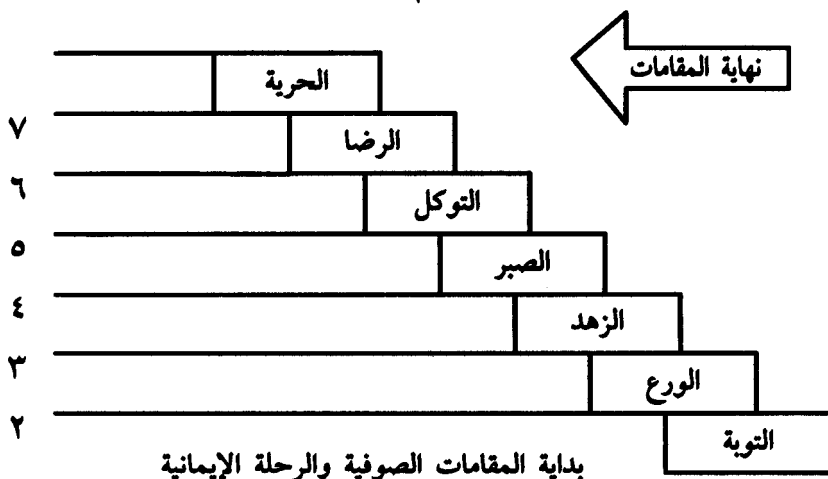 نهاية المقامات
الحرية
٧
الرضا
٦
التوكل
٥
الصبر
٤
الزهد
٣
الورع
٢
التوبة
بداية المقامات الصوفية والرحلة الإيمانية